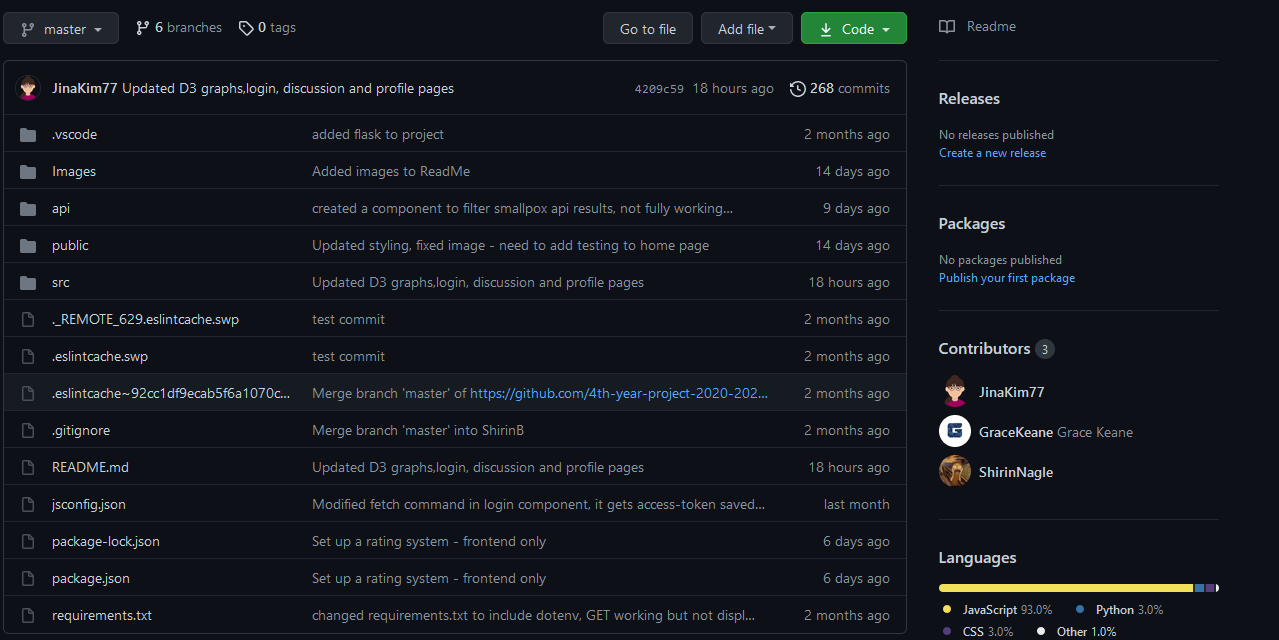 master 6 branches 0 tags Go to file Add file Code
JinaKim77 Updated D3 graphs,login, discussion and profile pages 4209c59 18 hours ago 268 commits
.vscode added flask to project 2 months ago
Images Added images to ReadMe 14 days ago
api created a component to filter smallpox api results, not fully working... 9 days ago
public Updated styling, fixed image - need to add testing to home page 14 days ago
src Updated D3 graphs,login, discussion and profile pages 18 hours ago
._REMOTE_629.eslintcache.swp test commit 2 months ago
.eslintcache.swp test commit 2 months ago
.eslintcache~92cc1df9ecab5f6a1070c... Merge branch 'master' of https://github.com/4th-year-project-2020-202... 2 months ago
.gitignore Merge branch 'master' into ShirinB 2 months ago
README.md Updated D3 graphs,login, discussion and profile pages 18 hours ago
jsconfig.json Modified fetch command in login component, it gets access-token saved... last month
package-lock.json Set up a rating system - frontend only 6 days ago
package.json Set up a rating system - frontend only 6 days ago
requirements.txt changed requirements.txt to include dotenv, GET working but not displ... 2 months ago
Readme
Releases
No releases published
Create a new release
Packages
No packages published
Publish your first package
Contributors 3
JinaKim77
G
GraceKeane Grace Keane
ShirinNagle
Languages
JavaScript 93.0% Python 3.0%
CSS 3.0% Other 1.0%